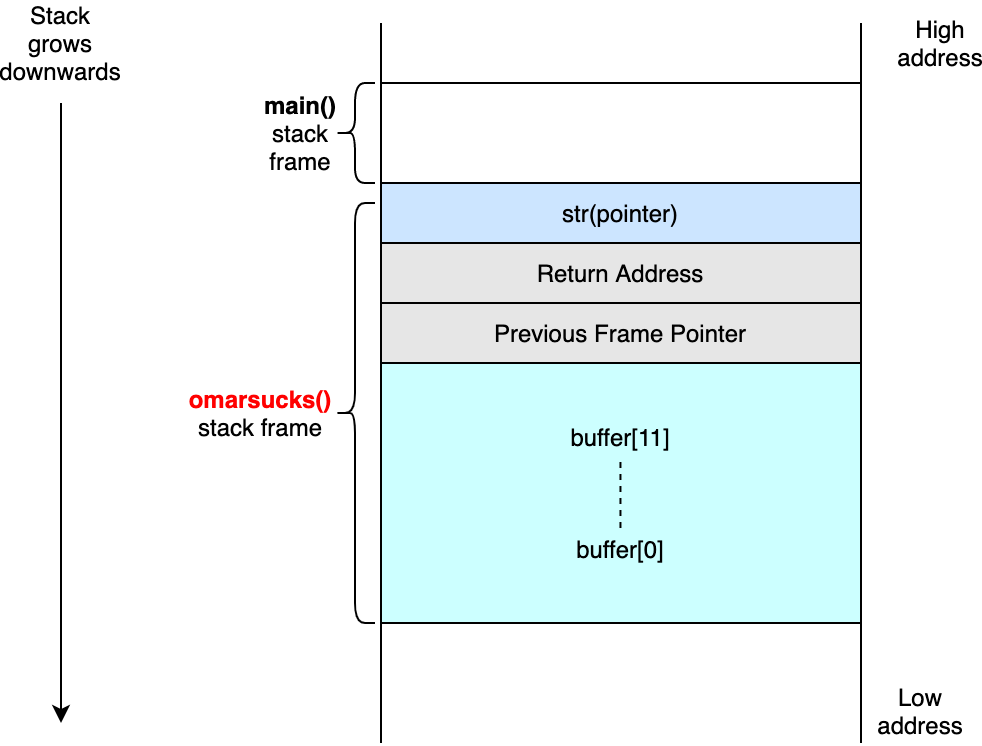 Stack
grows
downwards
High
address
main()
stack
frame
str(pointer)
Return Address
Previous Frame Pointer
omarsucks()
stack frame
buffer[11]
buffer[0]
Low
address